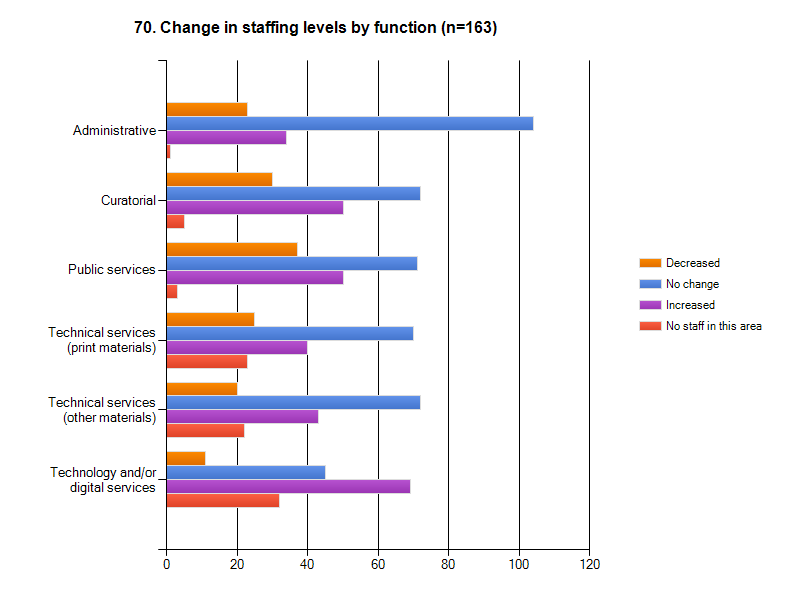 70. Change in staffing levels by function (n=163)
Administrative
Curatorial
Public services
Technical services
(print materials)
Technical services
(other materials)
Technology and/or
digital services
0 20 40 60 80 100 120
Decreased
No change
Increased
No staff in this area